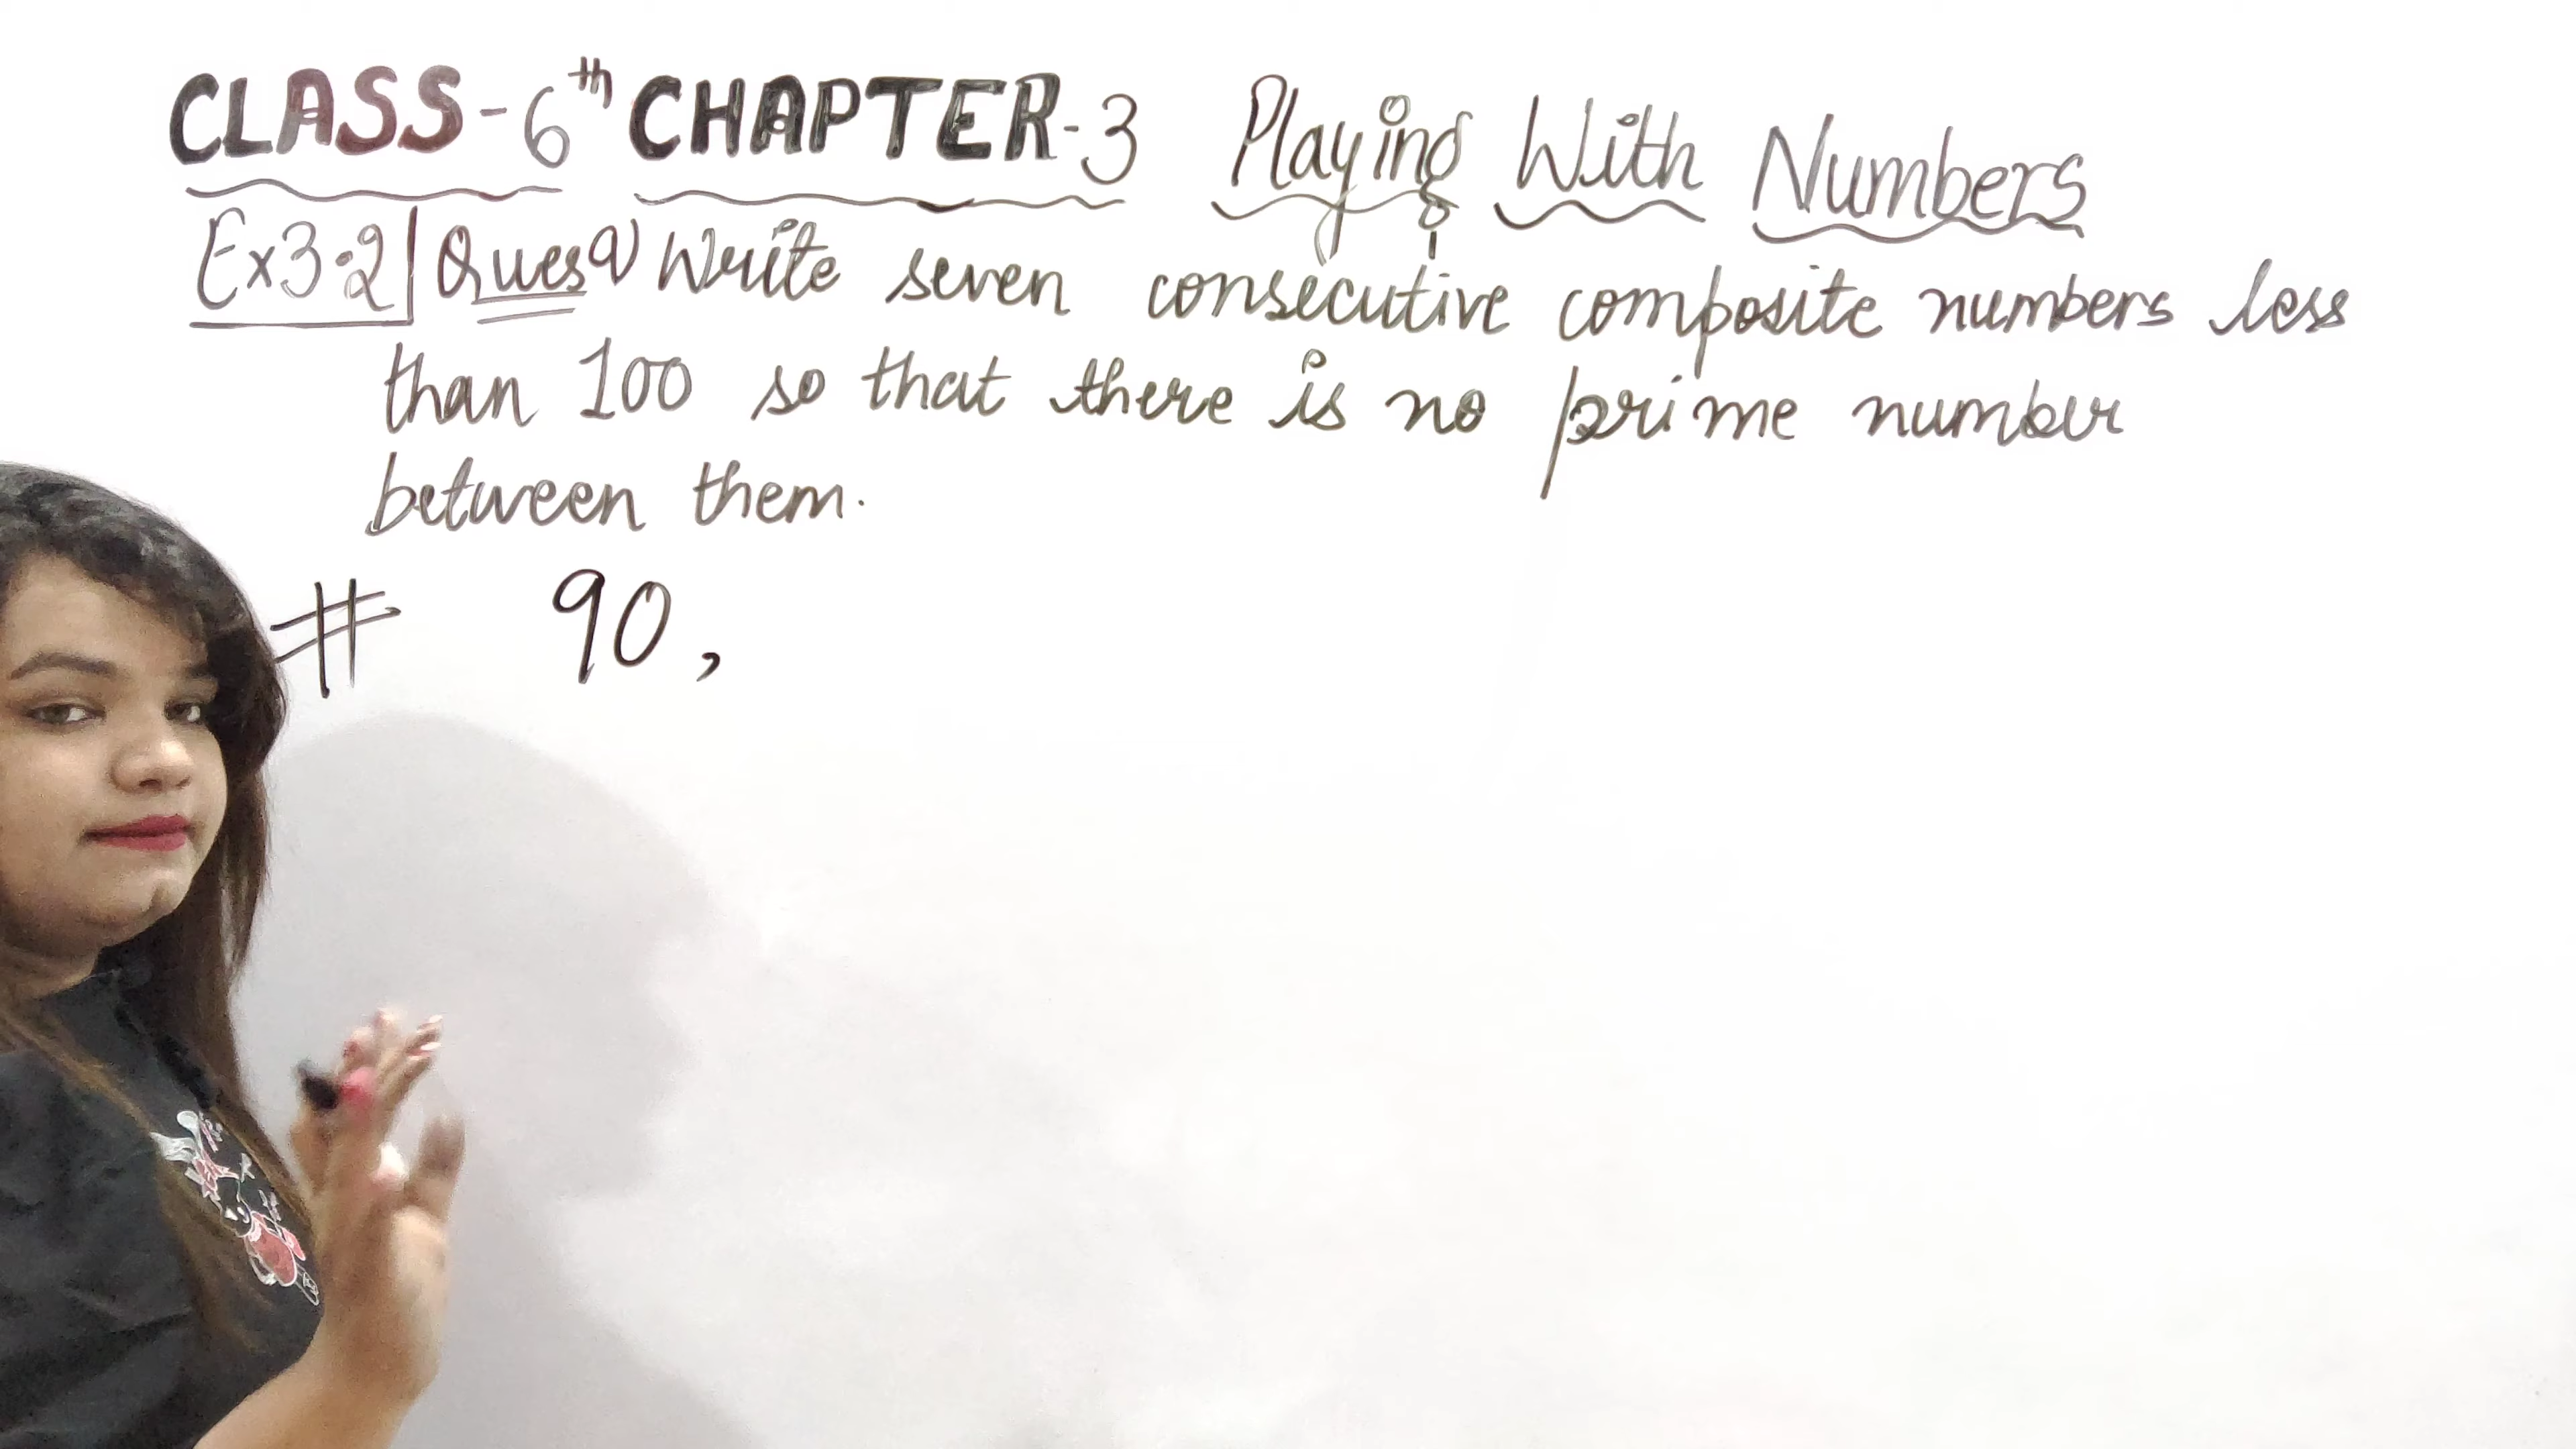 CLASS-6th CHAPTER-3 Playing With Numbers
Ex3.2 Ques9) Write seven consecutive composite numbers less
than 100 so that there is no prime number
between them.
# 90,